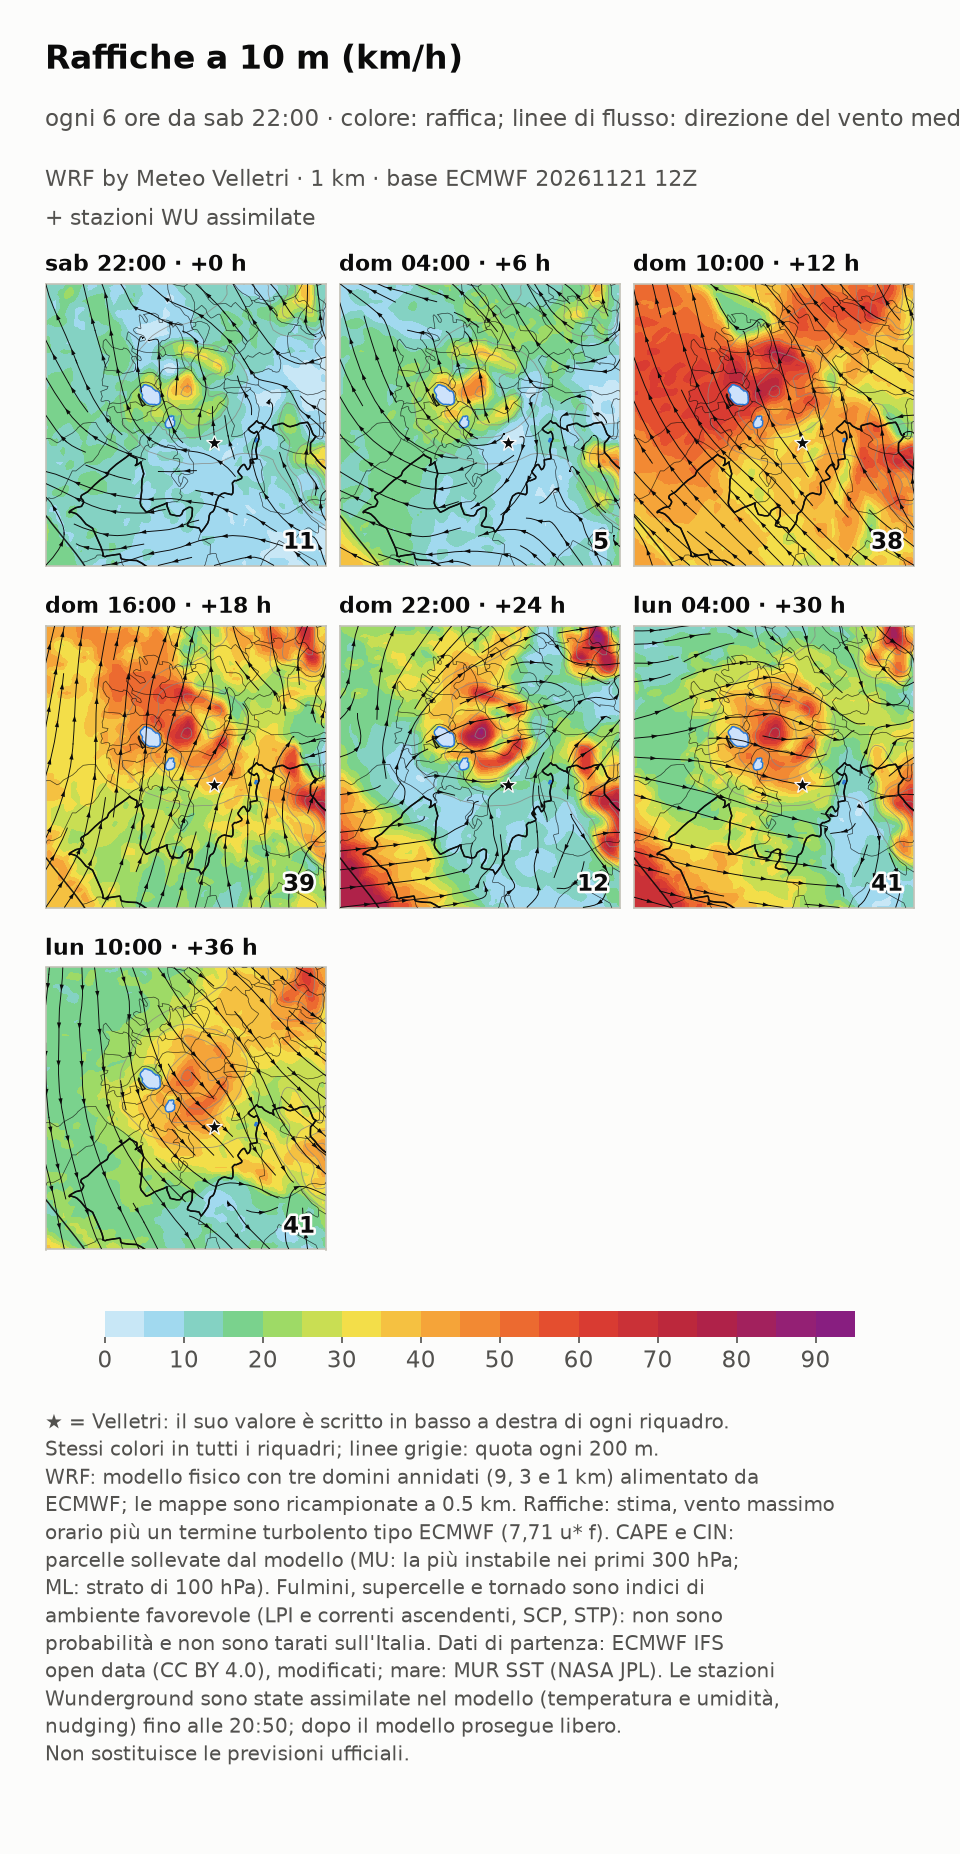 Raffiche a 10 m (km/h)
ogni 6 ore da sab 22:00 · colore: raffica; linee di flusso: direzione del vento med
WRF by Meteo Velletri · 1 km · base ECMWF 20261121 12Z
+ stazioni WU assimilate
sab 22:00 · +0 h
dom 04:00 · +6 h
dom 10:00 · +12 h
11
5
38
dom 16:00 · +18 h
dom 22:00 · +24 h
lun 04:00 · +30 h
39
12
41
lun 10:00 · +36 h
41
0 10 20 30 40 50 60 70 80 90
★ = Velletri: il suo valore è scritto in basso a destra di ogni riquadro.
Stessi colori in tutti i riquadri; linee grigie: quota ogni 200 m.
WRF: modello fisico con tre domini annidati (9, 3 e 1 km) alimentato da
ECMWF; le mappe sono ricampionate a 0.5 km. Raffiche: stima, vento massimo
orario più un termine turbolento tipo ECMWF (7,71 u* f). CAPE e CIN:
parcelle sollevate dal modello (MU: la più instabile nei primi 300 hPa;
ML: strato di 100 hPa). Fulmini, supercelle e tornado sono indici di
ambiente favorevole (LPI e correnti ascendenti, SCP, STP): non sono
probabilità e non sono tarati sull'Italia. Dati di partenza: ECMWF IFS
open data (CC BY 4.0), modificati; mare: MUR SST (NASA JPL). Le stazioni
Wunderground sono state assimilate nel modello (temperatura e umidità,
nudging) fino alle 20:50; dopo il modello prosegue libero.
Non sostituisce le previsioni ufficiali.